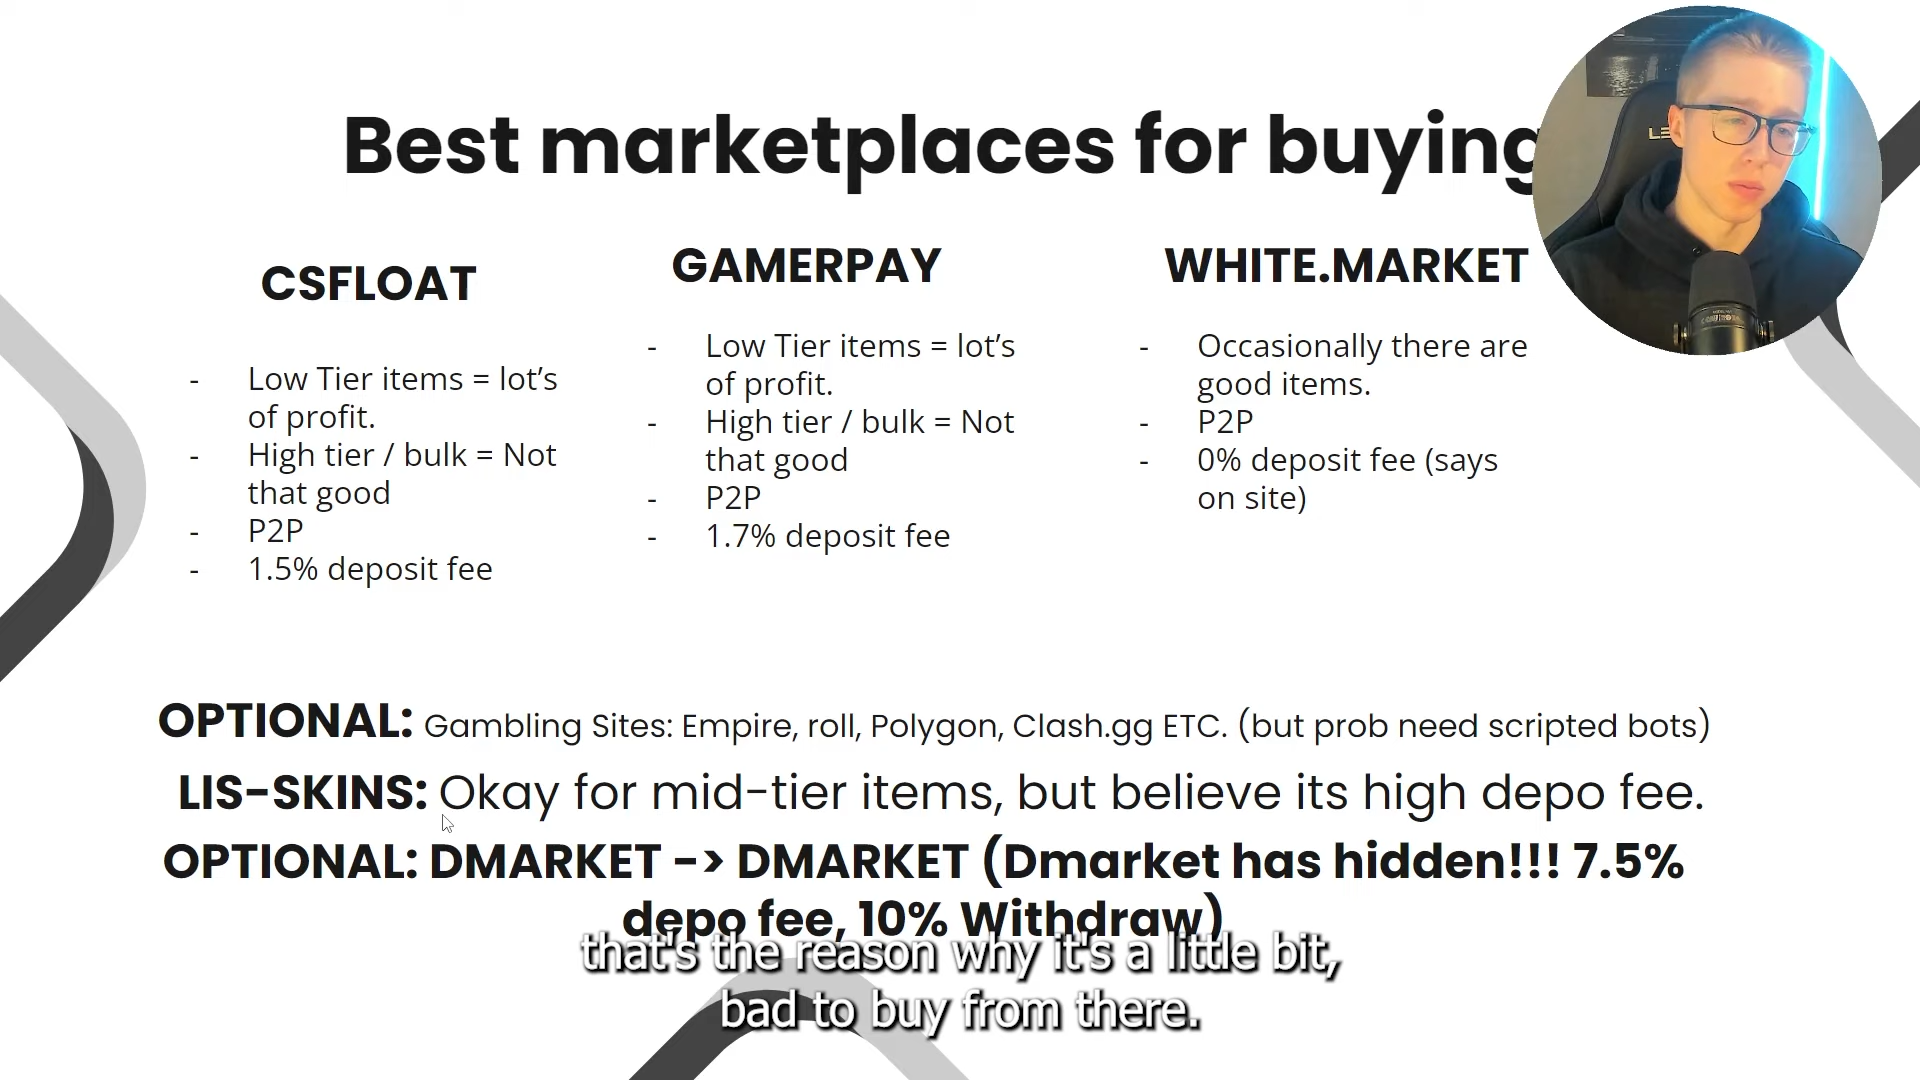 Best marketplaces for buying
CSFLOAT
- Low Tier items = lot's
of profit.
- High tier / bulk = Not
that good
- P2P
- 1.5% deposit fee
GAMERPAY
- Low Tier items = lot's
of profit.
- High tier / bulk = Not
that good
- P2P
- 1.7% deposit fee
WHITE.MARKET
- Occasionally there are
good items.
- P2P
- 0% deposit fee (says
on site)
OPTIONAL: Gambling Sites: Empire, roll, Polygon, Clash.gg ETC. (but prob need scripted bots)
LIS-SKINS: Okay for mid-tier items, but believe its high depo fee.
OPTIONAL: DMARKET -> DMARKET (Dmarket has hidden!!! 7.5%
depo fee, 10% Withdraw)
that's the reason why it's a little bit,
bad to buy from there.